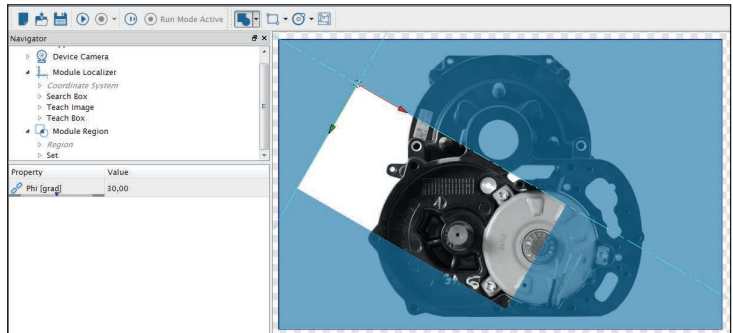 Run Mode Active
Navigator
Device Camera
Module Localizer
Coordinate System
Search Box
Teach Image
Teach Box
Module Region
Region
Set
Property Value
Phi [grad] 30,00